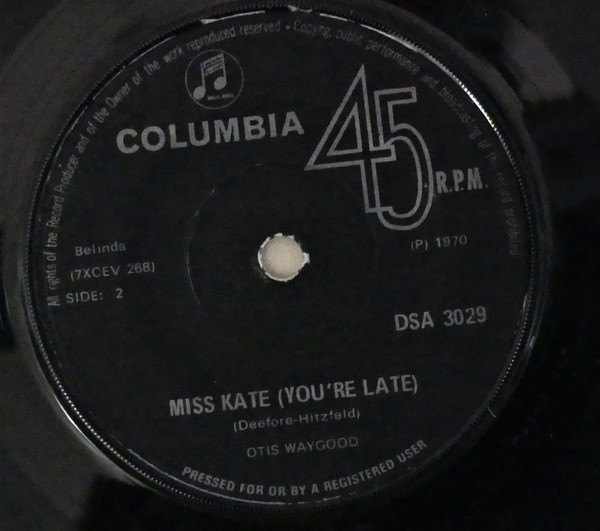 All rights of the Record Producer and of the Owner of the work reproduced reserved • Copying, public performance and broadcasting of this record prohibited
COLUMBIA
45
R.P.M.
Belinda
(7XCEV 268)
SIDE: 2
(P) 1970
DSA 3029
MISS KATE (YOU'RE LATE)
(Deefore-Hitzfeld)
OTIS WAYGOOD
PRESSED FOR OR BY A REGISTERED USER